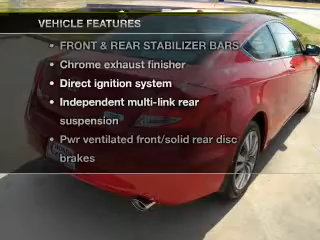 VEHICLE FEATURES
• FRONT & REAR STABILIZER BARS
• Chrome exhaust finisher
• Direct ignition system
• Independent multi-link rear
suspension
• Pwr ventilated front/solid rear disc
brakes